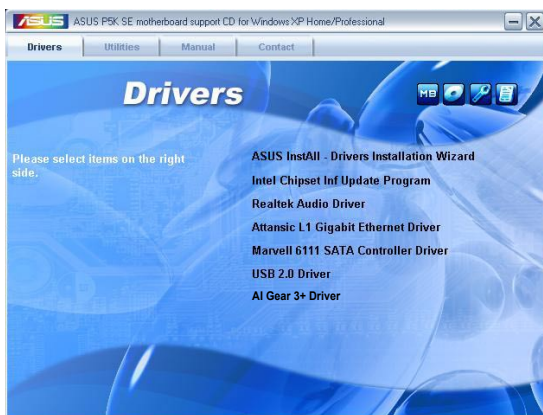 ASUS ASUS P5K SE motherboard support CD for Windows XP Home/Professional
Drivers Utilities Manual Contact
Drivers
MB
Please select items on the right
side.
ASUS InstAll - Drivers Installation Wizard
Intel Chipset Inf Update Program
Realtek Audio Driver
Attansic L1 Gigabit Ethernet Driver
Marvell 6111 SATA Controller Driver
USB 2.0 Driver
AI Gear 3+ Driver